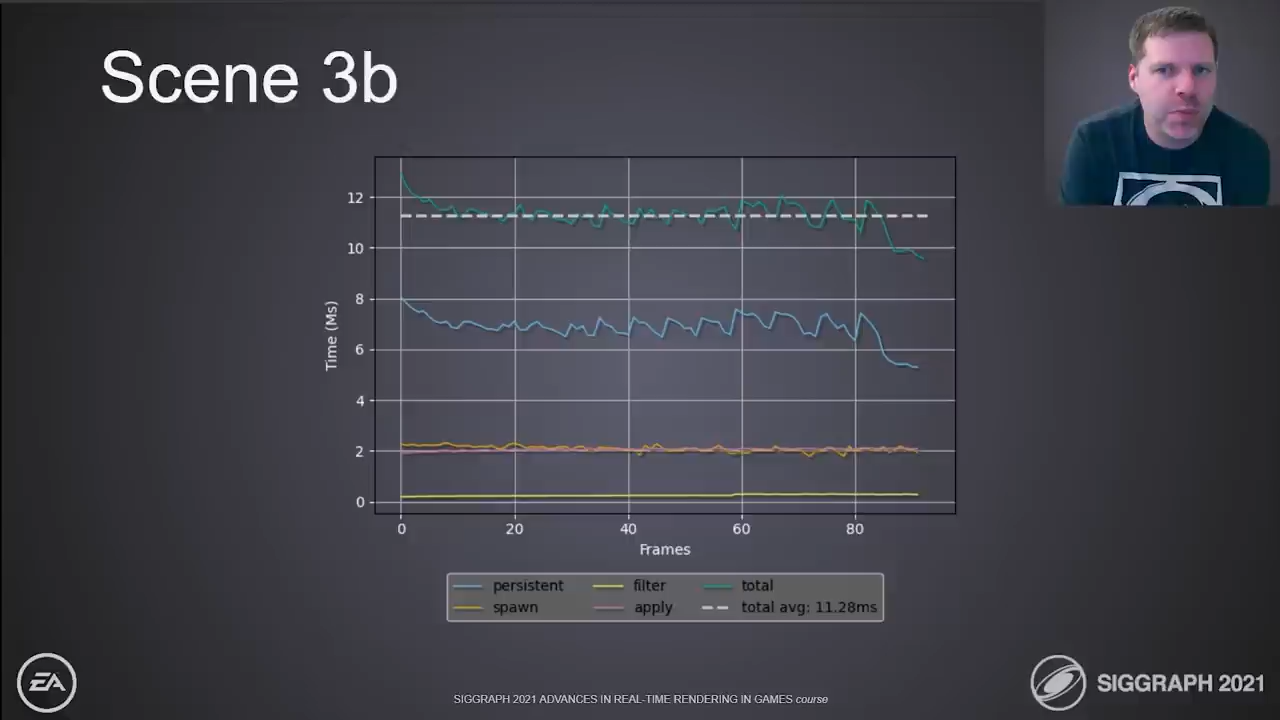 Scene 3b
12
10
8
6
4
2
0
Time (Ms)
0 20 40 60 80
Frames
persistent filter total
spawn apply total avg: 11.28ms
EA
SIGGRAPH 2021 ADVANCES IN REAL-TIME RENDERING IN GAMES course
SIGGRAPH 2021